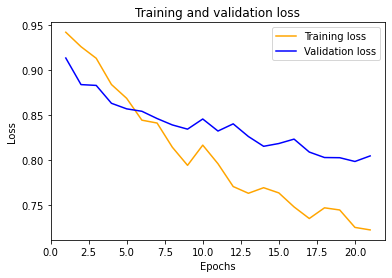 Training and validation loss
Training loss
Validation loss
Loss
0.95
0.90
0.85
0.80
0.75
0.0
2.5
5.0
7.5
10.0
12.5
15.0
17.5
20.0
Epochs